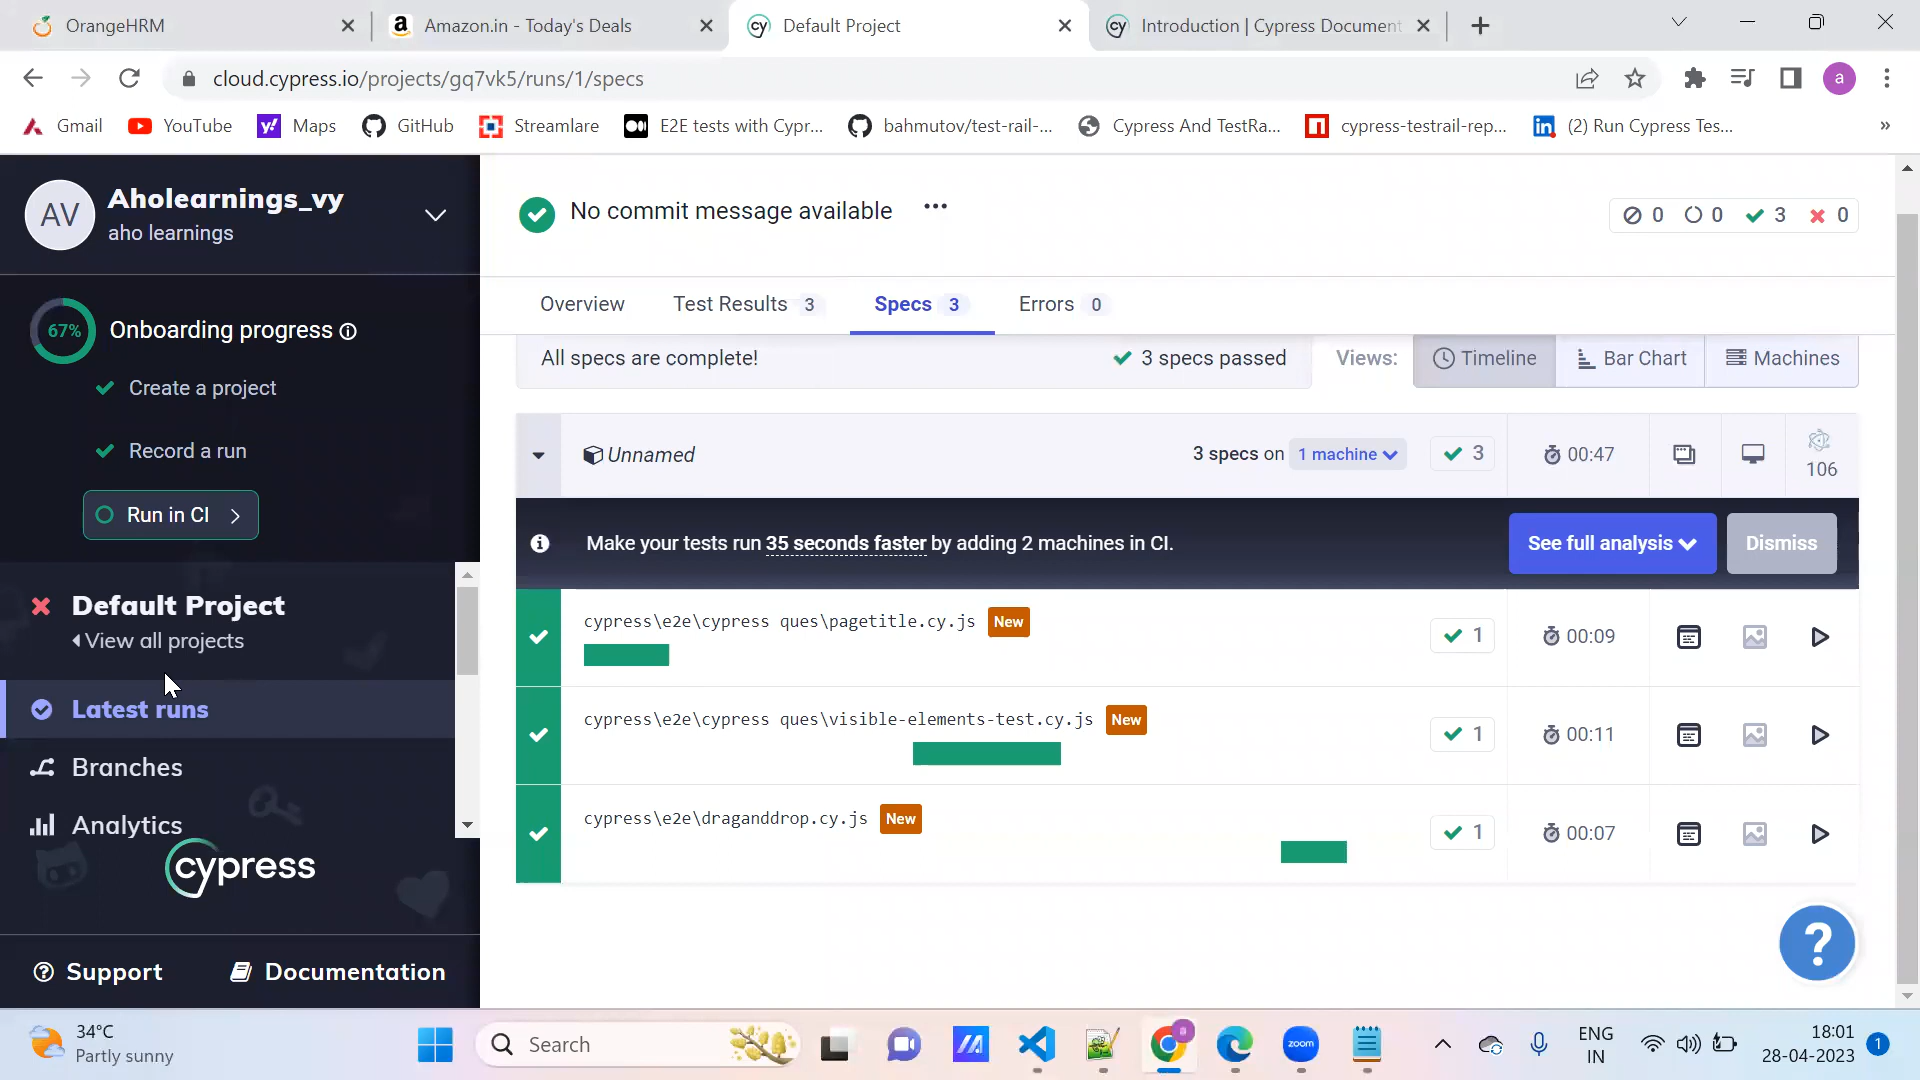 OrangeHRM
Amazon.in - Today's Deals
Default Project
Introduction | Cypress Document
cloud.cypress.io/projects/gq7vk5/runs/1/specs
a
Gmail
YouTube
Maps
GitHub
Streamlare
E2E tests with Cypr...
bahmutov/test-rail-...
Cypress And TestRa...
cypress-testrail-rep...
(2) Run Cypress Tes...
»
AV
Aholearnings_vy
aho learnings
67%
Onboarding progress
Create a project
Record a run
Run in CI
Default Project
View all projects
Latest runs
Branches
Analytics
cypress
Support
Documentation
No commit message available
0 0 3 0
Overview
Test Results 3
Specs 3
Errors 0
All specs are complete!
3 specs passed
Views:
Timeline
Bar Chart
Machines
Unnamed
3 specs on 1 machine
3
00:47
106
Make your tests run 35 seconds faster by adding 2 machines in CI.
See full analysis
Dismiss
cypress\e2e\cypress ques\pagetitle.cy.js New
1
00:09
cypress\e2e\cypress ques\visible-elements-test.cy.js New
1
00:11
cypress\e2e\draganddrop.cy.js New
1
00:07
?
34°C
Partly sunny
Search
zoom
ENG
IN
18:01
28-04-2023
1